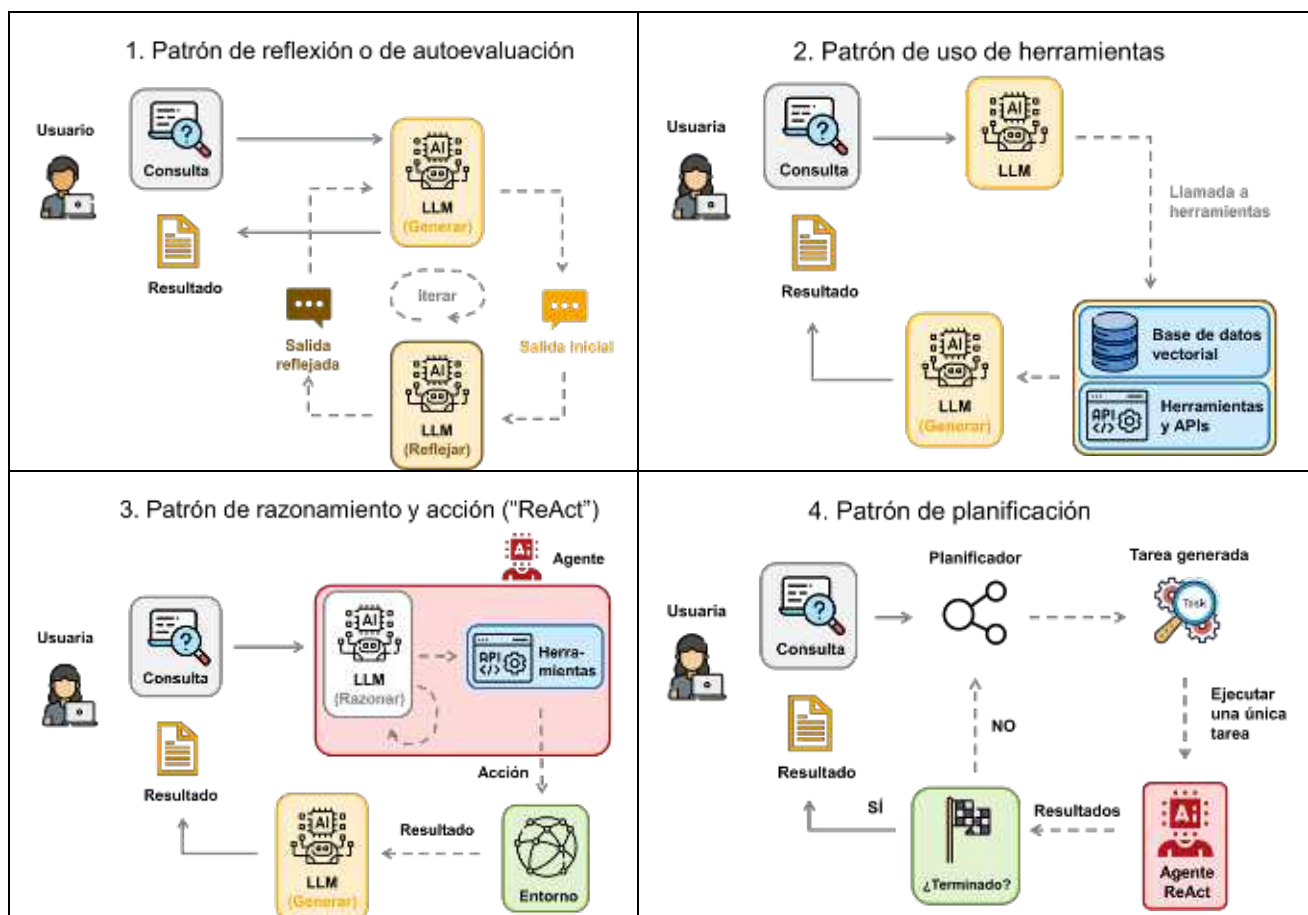 1. Patrón de reflexión o de autoevaluación
Usuario
Consulta
AI
LLM
(Generar)
Resultado
iterar
Salida
reflejada
Salida Inicial
AI
LLM
(Reflejar)
2. Patrón de uso de herramientas
Usuaria
Consulta
AI
LLM
Llamada a
herramientas
Resultado
AI
LLM
(Generar)
Base de datos
vectorial
API
</>
Herramientas
y APIs
3. Patrón de razonamiento y acción (“ReAct”)
Ai
Agente
Usuaria
Consulta
AI
LLM
(Razonar)
API
</>
Herra-
mientas
Acción
Resultado
AI
LLM
(Generar)
Resultado
Entorno
4. Patrón de planificación
Usuaria
Consulta
Planificador
Tarea generada
Task
Ejecutar
una única
tarea
NO
Resultado
SÍ
¿Terminado?
Resultados
Ai
Agente
ReAct